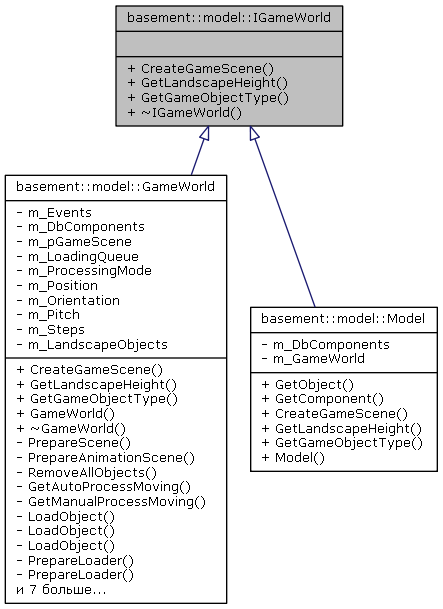 basement::model::IGameWorld
+ CreateGameScene()
+ GetLandscapeHeight()
+ GetGameObjectType()
+ ~IGameWorld()
basement::model::GameWorld
- m_Events
- m_DbComponents
- m_pGameScene
- m_LoadingQueue
- m_ProcessingMode
- m_Position
- m_Orientation
- m_Pitch
- m_Steps
- m_LandscapeObjects
+ CreateGameScene()
+ GetLandscapeHeight()
+ GetGameObjectType()
+ GameWorld()
+ ~GameWorld()
- PrepareScene()
- PrepareAnimationScene()
- RemoveAllObjects()
- GetAutoProcessMoving()
- GetManualProcessMoving()
- LoadObject()
- LoadObject()
- LoadObject()
- PrepareLoader()
- PrepareLoader()
и 7 больше...
basement::model::Model
- m_DbComponents
- m_GameWorld
+ GetObject()
+ GetComponent()
+ CreateGameScene()
+ GetLandscapeHeight()
+ GetGameObjectType()
+ Model()